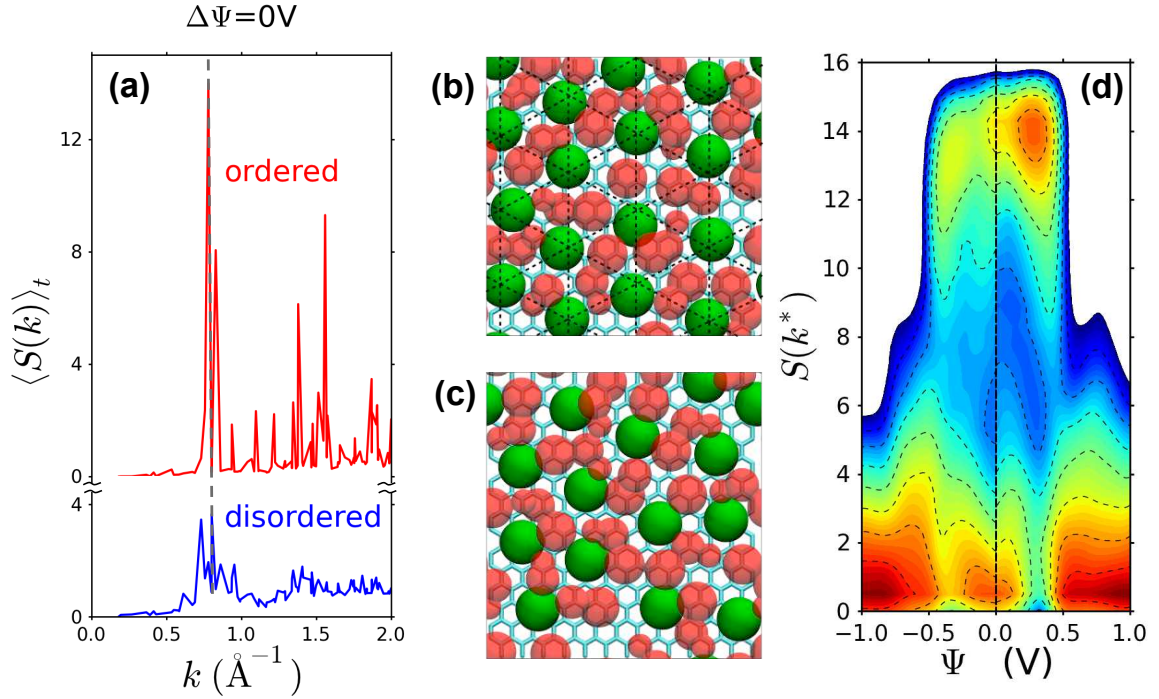 ΔΨ=0V
(a)
ordered
disordered
⟨S(k)⟩t
12
8
4
0
4
0
0.0 0.5 1.0 1.5 2.0
k (Å⁻¹)
(b)
(c)
(d)
S(k*)
16
14
12
10
8
6
4
2
0
−1.0 −0.5 0.0 0.5 1.0
Ψ (V)